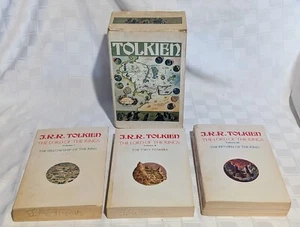 TOLKIEN
J.R.R. TOLKIEN
THE LORD OF THE RINGS
THE FELLOWSHIP OF THE RING
J.R.R. TOLKIEN
THE LORD OF THE RINGS
THE TWO TOWERS
J.R.R. TOLKIEN
THE LORD OF THE RINGS
THE RETURN OF THE KING